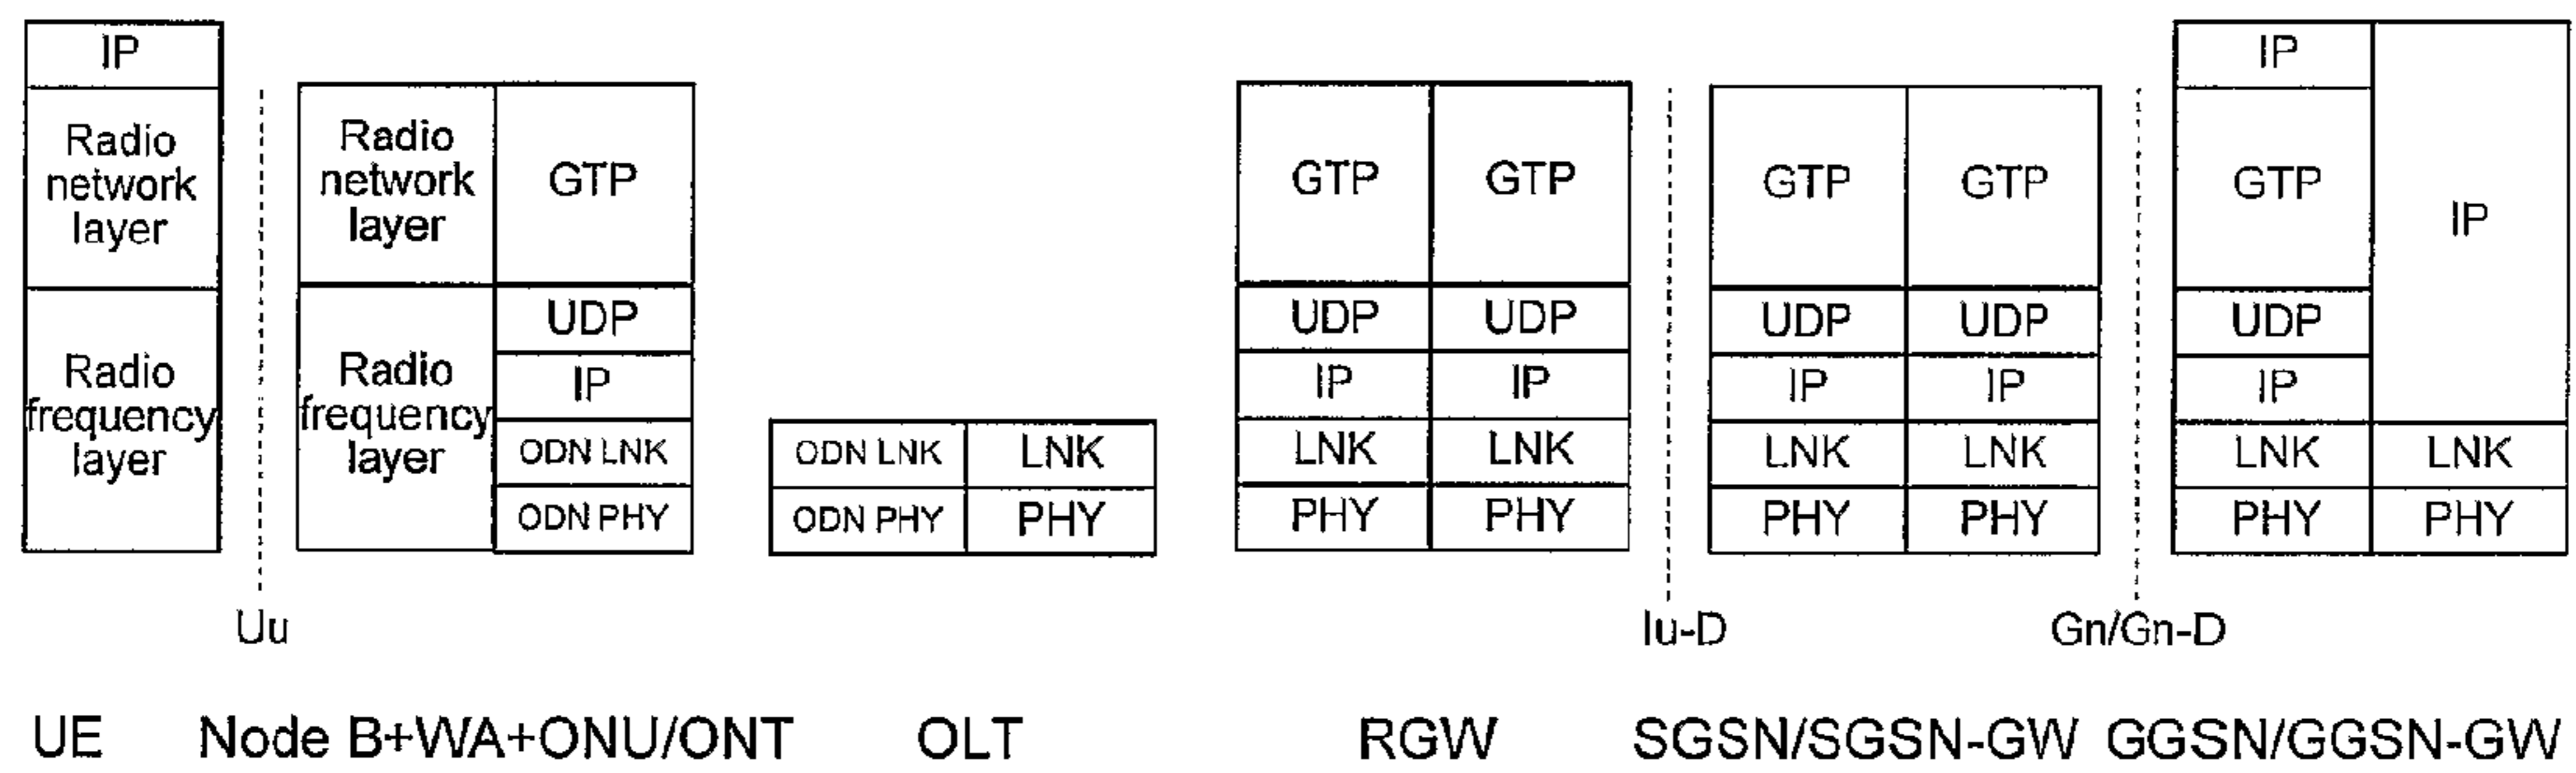 IP
Radio
network
layer
Radio
frequency
layer
Uu
Radio
network
layer
Radio
frequency
layer
GTP
UDP
IP
ODN LNK
ODN PHY
ODN LNK
LNK
ODN PHY
PHY
GTP
GTP
UDP
UDP
IP
IP
LNK
LNK
PHY
PHY
Iu-D
GTP
GTP
UDP
UDP
IP
IP
LNK
LNK
PHY
PHY
Gn/Gn-D
IP
GTP
UDP
IP
LNK
PHY
IP
LNK
PHY
UE
Node B+WA+ONU/ONT
OLT
RGW
SGSN/SGSN-GW
GGSN/GGSN-GW